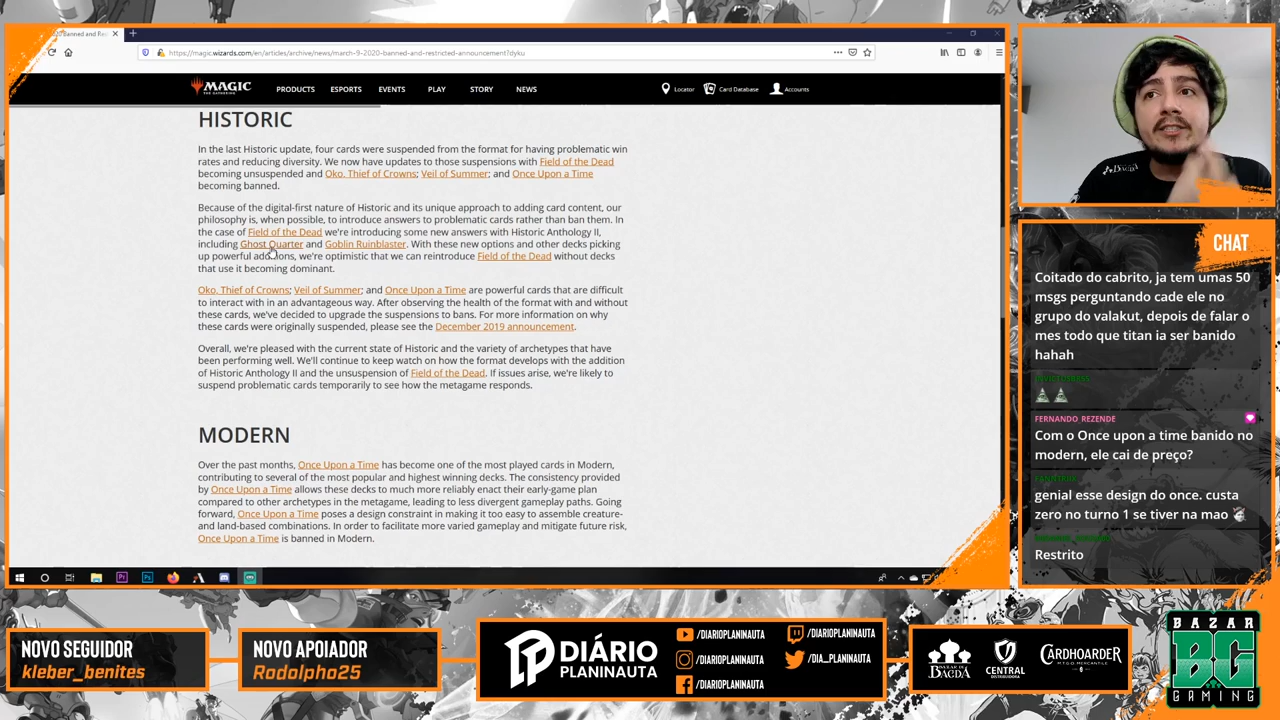 20 Banned and Res
https://magic.wizards.com/en/articles/archive/news/march-9-2020-banned-and-restricted-announcement?dyku
MAGIC
THE GATHERING
PRODUCTS
ESPORTS
EVENTS
PLAY
STORY
NEWS
Locator
Card Database
Accounts
HISTORIC
In the last Historic update, four cards were suspended from the format for having problematic win
rates and reducing diversity. We now have updates to those suspensions with Field of the Dead
becoming unsuspended and Oko, Thief of Crowns; Veil of Summer; and Once Upon a Time
becoming banned.
Because of the digital-first nature of Historic and its unique approach to adding card content, our
philosophy is, when possible, to introduce answers to problematic cards rather than ban them. In
the case of Field of the Dead we're introducing some new answers with Historic Anthology II,
including Ghost Quarter and Goblin Ruinblaster. With these new options and other decks picking
up powerful additions, we're optimistic that we can reintroduce Field of the Dead without decks
that use it becoming dominant.
Oko, Thief of Crowns; Veil of Summer; and Once Upon a Time are powerful cards that are difficult
to interact with in an advantageous way. After observing the health of the format with and without
these cards, we've decided to upgrade the suspensions to bans. For more information on why
these cards were originally suspended, please see the December 2019 announcement.
Overall, we're pleased with the current state of Historic and the variety of archetypes that have
been performing well. We'll continue to keep watch on how the format develops with the addition
of Historic Anthology II and the unsuspension of Field of the Dead. If issues arise, we're likely to
suspend problematic cards temporarily to see how the metagame responds.
MODERN
Over the past months, Once Upon a Time has become one of the most played cards in Modern,
contributing to several of the most popular and highest winning decks. The consistency provided
by Once Upon a Time allows these decks to much more reliably enact their early-game plan
compared to other archetypes in the metagame, leading to less divergent gameplay paths. Going
forward, Once Upon a Time poses a design constraint in making it too easy to assemble creature-
and land-based combinations. In order to facilitate more varied gameplay and mitigate future risk,
Once Upon a Time is banned in Modern.
CHAT
Coitado do cabrito, ja tem umas 50
msgs perguntando cade ele no
grupo do valakut, depois de falar o
mes todo que titan ia ser banido
hahah
FERNANDO_REZENDE
Com o Once upon a time banido no
modern, ele cai de preço?
genial esse design do once. custa
zero no turno 1 se tiver na mao
Restrito
NOVO SEGUIDOR
kleber_benites
NOVO APOIADOR
Rodolpho25
DIÁRIO
PLANINAUTA
/DIARIOPLANINAUTA
/DIARIOPLANINAUTA
/DIARIOPLANINAUTA
/DIARIOPLANINAUTA
/DIA_PLANINAUTA
BAZAR DE
BAGDÁ
CENTRAL
DISTRIBUIDORA
CARDHOARDER
M.T.G.O. MERCANTILE
BAZAR
BG
GAMING